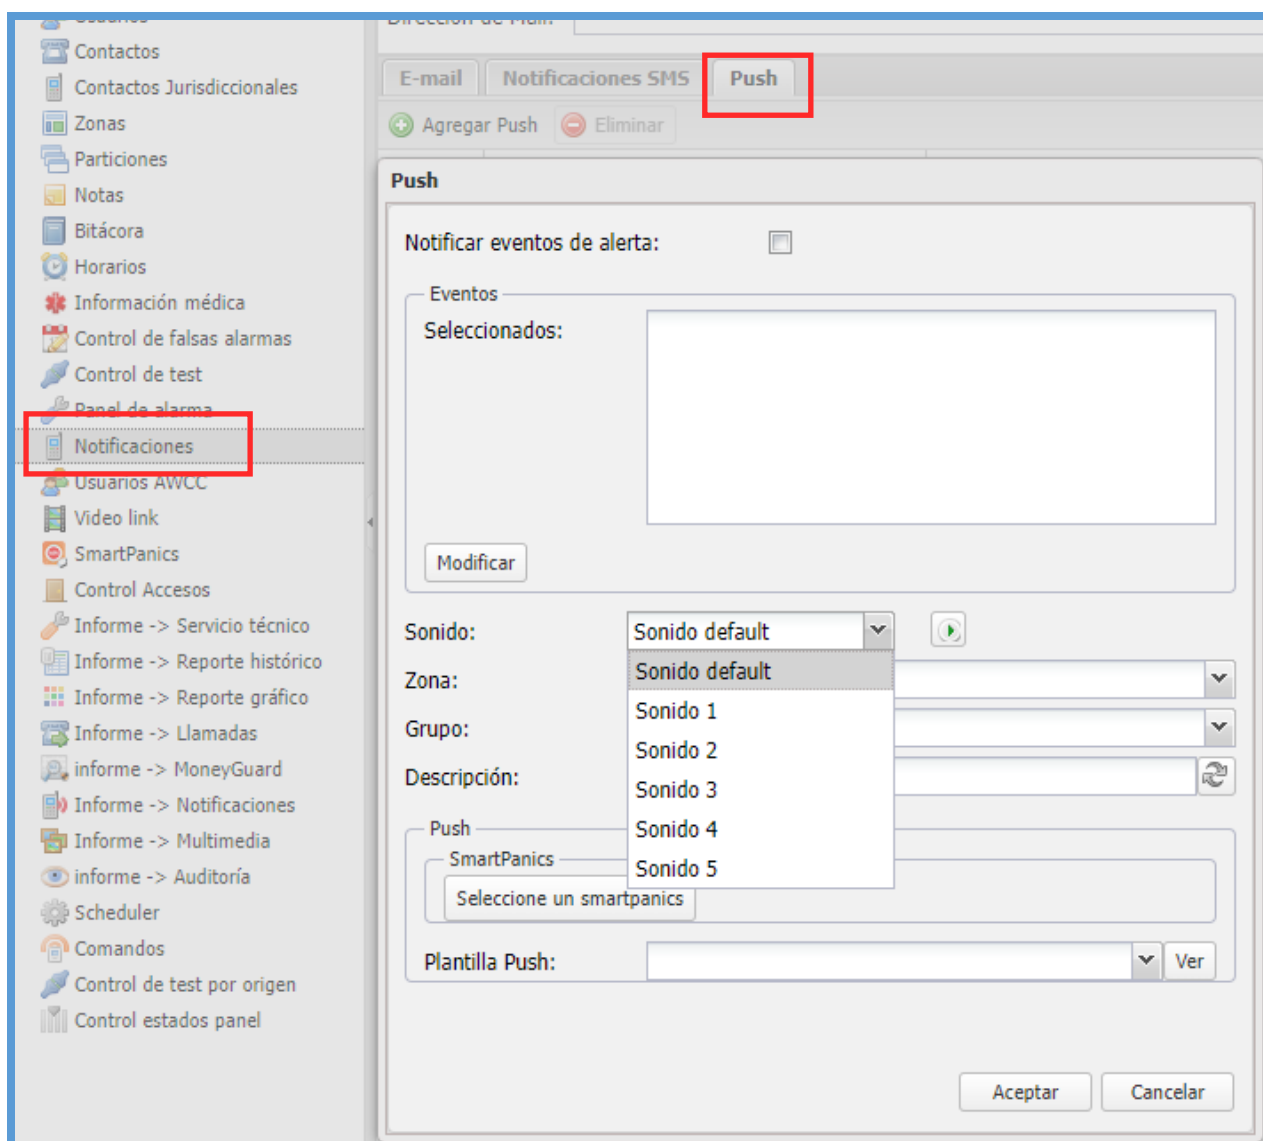 Usuarios
Contactos
Contactos Jurisdiccionales
Zonas
Particiones
Notas
Bitácora
Horarios
Información médica
Control de falsas alarmas
Control de test
Panel de alarma
Notificaciones
Usuarios AWCC
Video link
SmartPanics
Control Accesos
Informe -> Servicio técnico
Informe -> Reporte histórico
Informe -> Reporte gráfico
Informe -> Llamadas
informe -> MoneyGuard
Informe -> Notificaciones
Informe -> Multimedia
informe -> Auditoría
Scheduler
Comandos
Control de test por origen
Control estados panel
Dirección de Mail:
E-mail Notificaciones SMS Push
Agregar Push Eliminar
Push
Notificar eventos de alerta:
Eventos
Seleccionados:
Modificar
Sonido: Sonido default
Sonido default
Zona:
Sonido 1
Grupo:
Sonido 2
Descripción:
Sonido 3
Sonido 4
Sonido 5
Push
SmartPanics
Seleccione un smartpanics
Plantilla Push: Ver
Aceptar Cancelar